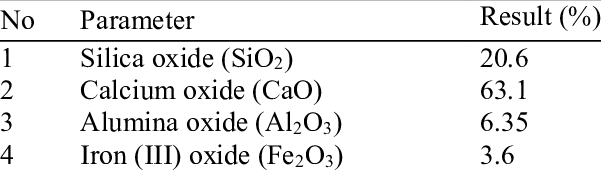 No Parameter Result (%)
1 Silica oxide (SiO₂) 20.6
2 Calcium oxide (CaO) 63.1
3 Alumina oxide (Al₂O₃) 6.35
4 Iron (III) oxide (Fe₂O₃) 3.6